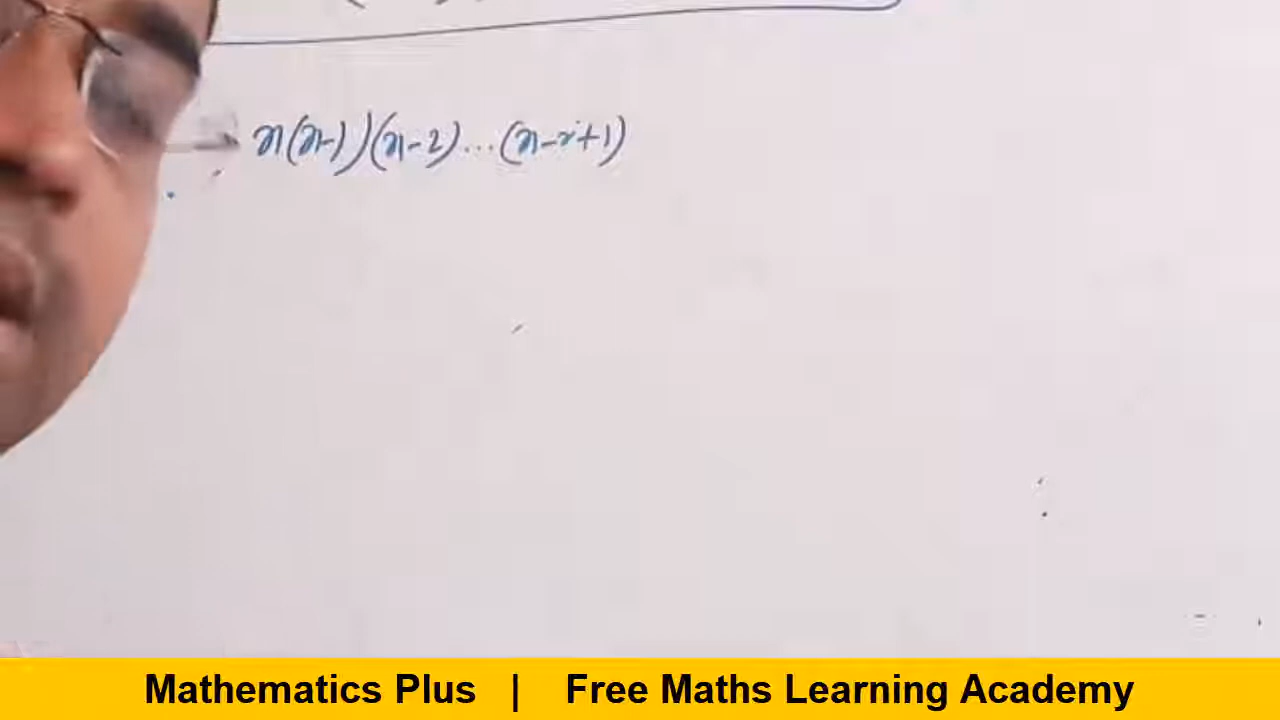 n(n-1)(n-2)...(n-r+1)
Mathematics Plus | Free Maths Learning Academy